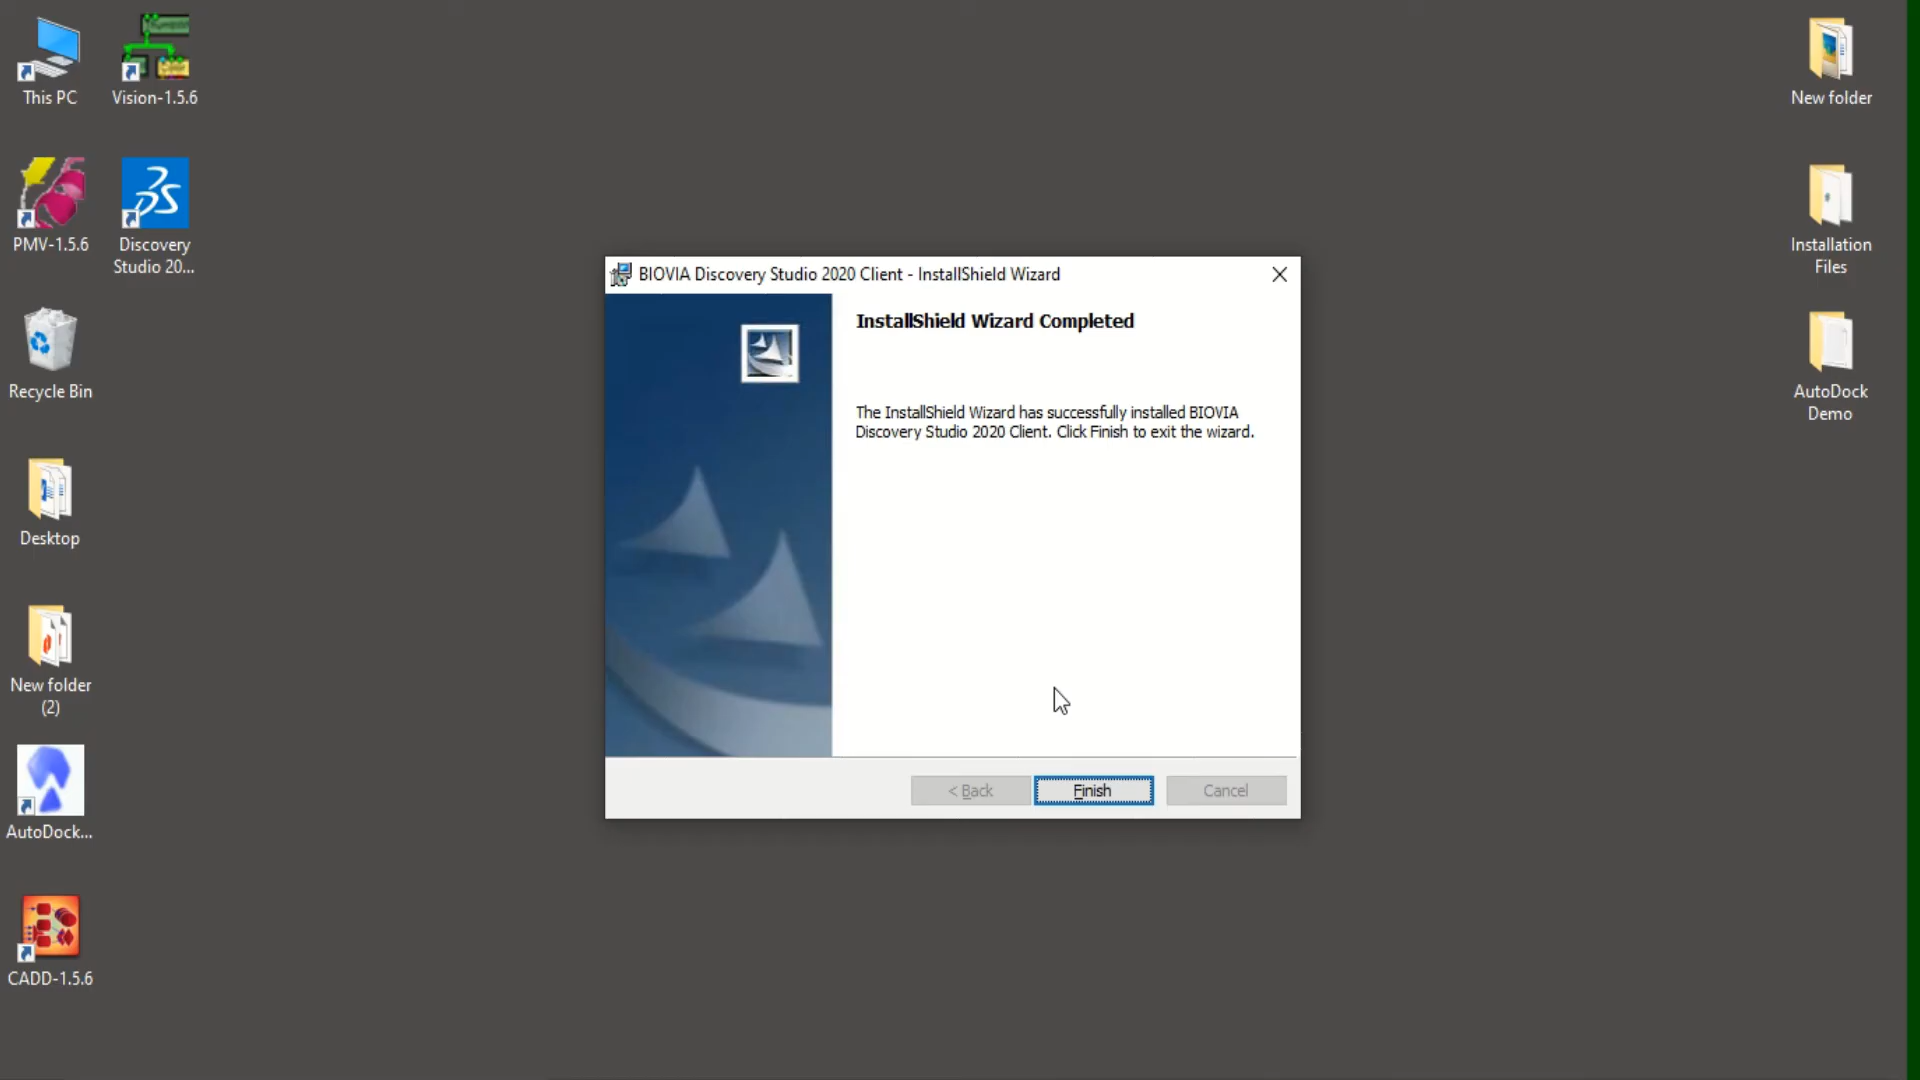 This PC
Vision-1.5.6
New folder
PMV-1.5.6
Discovery
Studio 20...
Installation
Files
BIOVIA Discovery Studio 2020 Client - InstallShield Wizard
InstallShield Wizard Completed
Recycle Bin
AutoDock
Demo
The InstallShield Wizard has successfully installed BIOVIA
Discovery Studio 2020 Client. Click Finish to exit the wizard.
Desktop
New folder
(2)
< Back
Finish
Cancel
AutoDock...
CADD-1.5.6